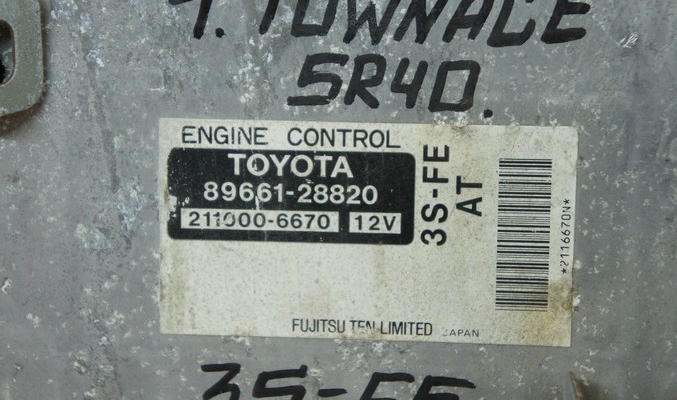 T. TOWNACE
SR40.
ENGINE CONTROL
TOYOTA
89661-28820
211000-6670 12V
3S-FE
AT
*2116670N*
FUJITSU TEN LIMITED JAPAN
3S-FE